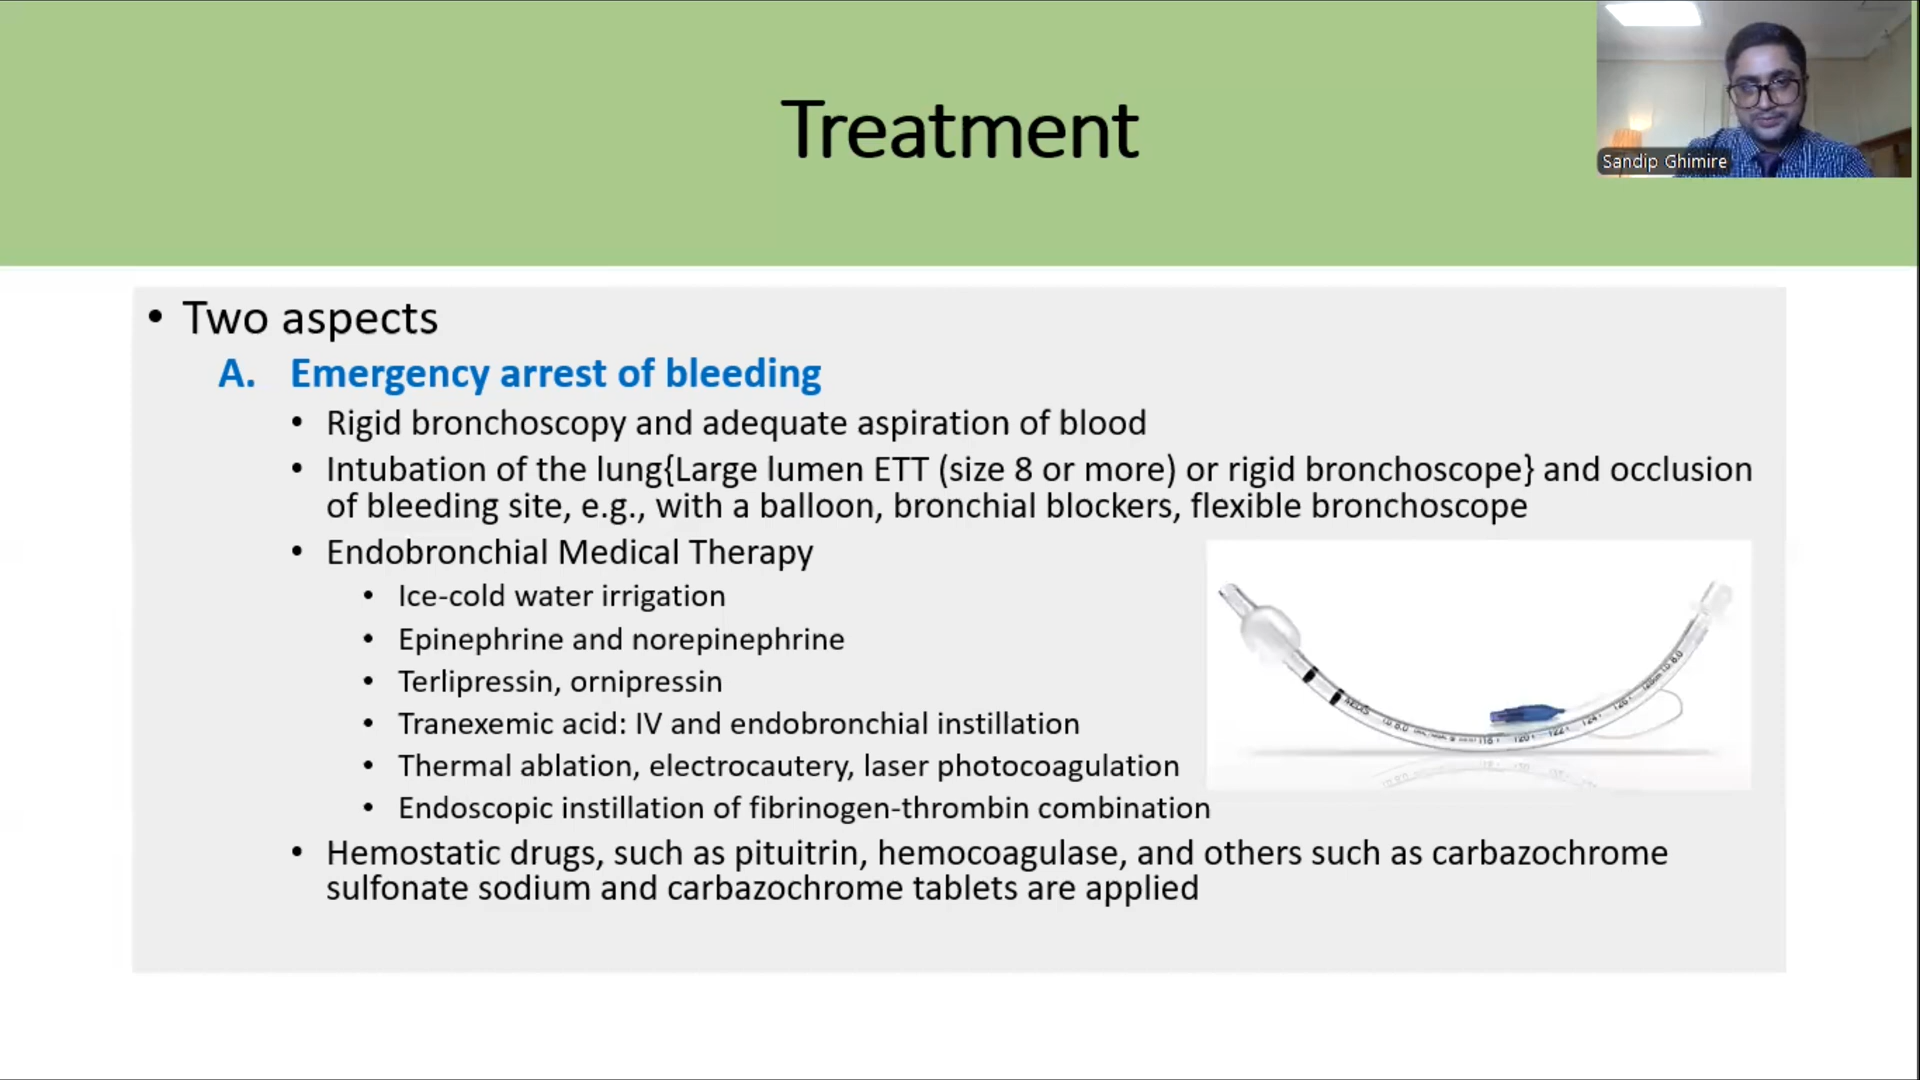 Treatment
Sandip Ghimire
• Two aspects
A. Emergency arrest of bleeding
• Rigid bronchoscopy and adequate aspiration of blood
• Intubation of the lung{Large lumen ETT (size 8 or more) or rigid bronchoscope} and occlusion
of bleeding site, e.g., with a balloon, bronchial blockers, flexible bronchoscope
• Endobronchial Medical Therapy
• Ice-cold water irrigation
• Epinephrine and norepinephrine
• Terlipressin, ornipressin
• Tranexemic acid: IV and endobronchial instillation
• Thermal ablation, electrocautery, laser photocoagulation
• Endoscopic instillation of fibrinogen-thrombin combination
• Hemostatic drugs, such as pituitrin, hemocoagulase, and others such as carbazochrome
sulfonate sodium and carbazochrome tablets are applied